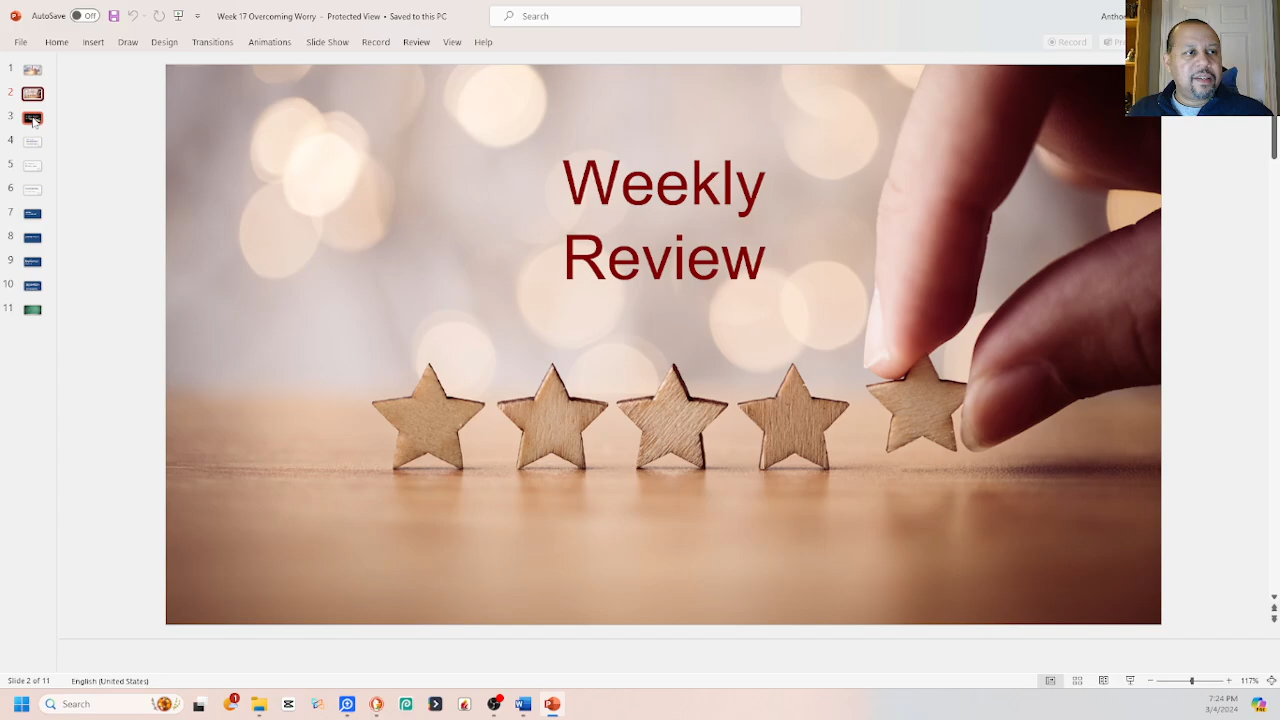 AutoSave Off Week 17 Overcoming Worry - Protected View • Saved to this PC Search Antho
File Home Insert Draw Design Transitions Animations Slide Show Record Review View Help Record
1
2
3
4
5
6
7
8
9
10
11
Weekly
Review
Slide 2 of 11 English (United States) 117%
Search 1 7:24 PM
3/4/2024